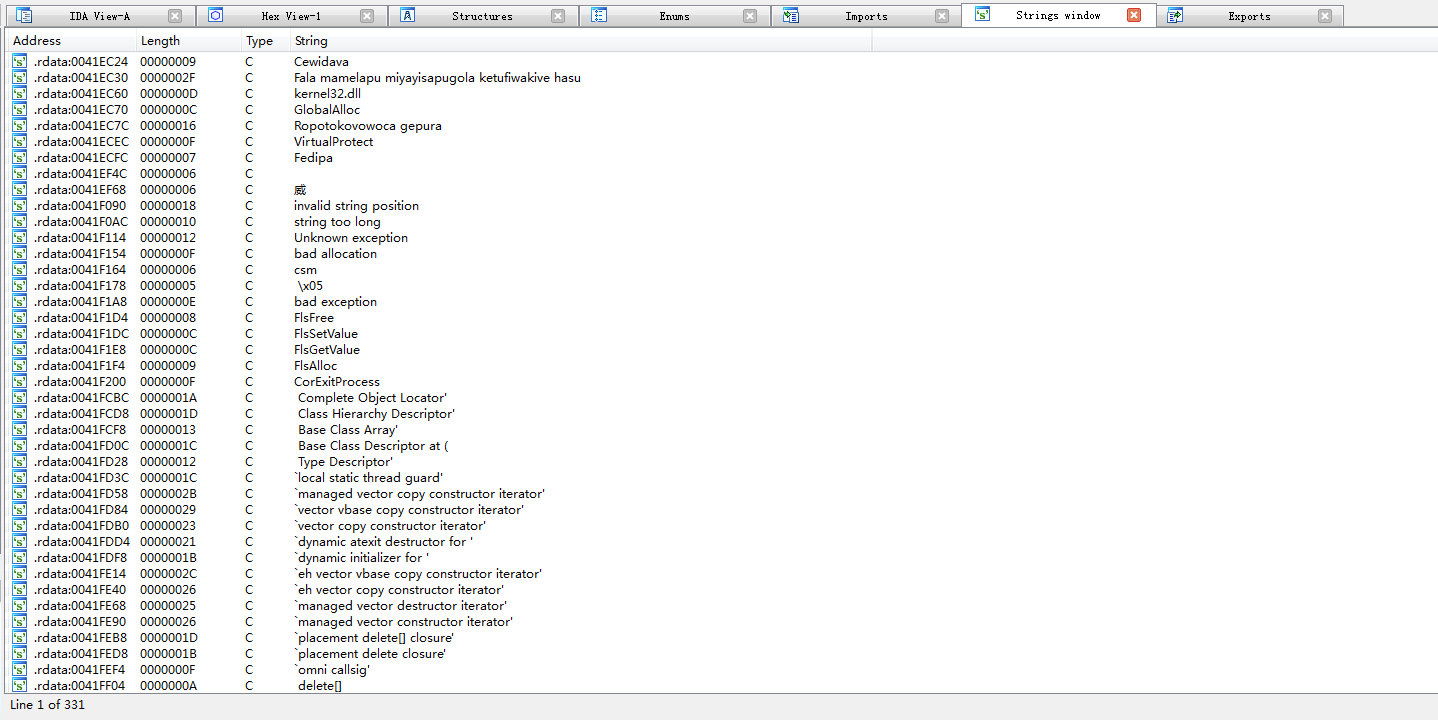 IDA View-A Hex View-1 Structures Enums Imports Strings window Exports
Address Length Type String
.rdata:0041EC24 00000009 C Cewidava
.rdata:0041EC30 0000002F C Fala mamelapu miyayisapugola ketufiwakive hasu
.rdata:0041EC60 0000000D C kernel32.dll
.rdata:0041EC70 0000000C C GlobalAlloc
.rdata:0041EC7C 00000016 C Ropotokovowoca gepura
.rdata:0041ECEC 0000000F C VirtualProtect
.rdata:0041ECFC 00000007 C Fedipa
.rdata:0041EF4C 00000006 C
.rdata:0041EF68 00000006 C 威
.rdata:0041F090 00000018 C invalid string position
.rdata:0041F0AC 00000010 C string too long
.rdata:0041F114 00000012 C Unknown exception
.rdata:0041F154 0000000F C bad allocation
.rdata:0041F164 00000006 C csm
.rdata:0041F178 00000005 C \x05
.rdata:0041F1A8 0000000E C bad exception
.rdata:0041F1D4 00000008 C FlsFree
.rdata:0041F1DC 0000000C C FlsSetValue
.rdata:0041F1E8 0000000C C FlsGetValue
.rdata:0041F1F4 00000009 C FlsAlloc
.rdata:0041F200 0000000F C CorExitProcess
.rdata:0041FCBC 0000001A C Complete Object Locator'
.rdata:0041FCD8 0000001D C Class Hierarchy Descriptor'
.rdata:0041FCF8 00000013 C Base Class Array'
.rdata:0041FD0C 0000001C C Base Class Descriptor at (
.rdata:0041FD28 00000012 C Type Descriptor'
.rdata:0041FD3C 0000001C C `local static thread guard'
.rdata:0041FD58 0000002B C `managed vector copy constructor iterator'
.rdata:0041FD84 00000029 C `vector vbase copy constructor iterator'
.rdata:0041FDB0 00000023 C `vector copy constructor iterator'
.rdata:0041FDD4 00000021 C `dynamic atexit destructor for '
.rdata:0041FDF8 0000001B C `dynamic initializer for '
.rdata:0041FE14 0000002C C `eh vector vbase copy constructor iterator'
.rdata:0041FE40 00000026 C `eh vector copy constructor iterator'
.rdata:0041FE68 00000025 C `managed vector destructor iterator'
.rdata:0041FE90 00000026 C `managed vector constructor iterator'
.rdata:0041FEB8 0000001D C `placement delete[] closure'
.rdata:0041FED8 0000001B C `placement delete closure'
.rdata:0041FEF4 0000000F C `omni callsig'
.rdata:0041FF04 0000000A C delete[]
Line 1 of 331